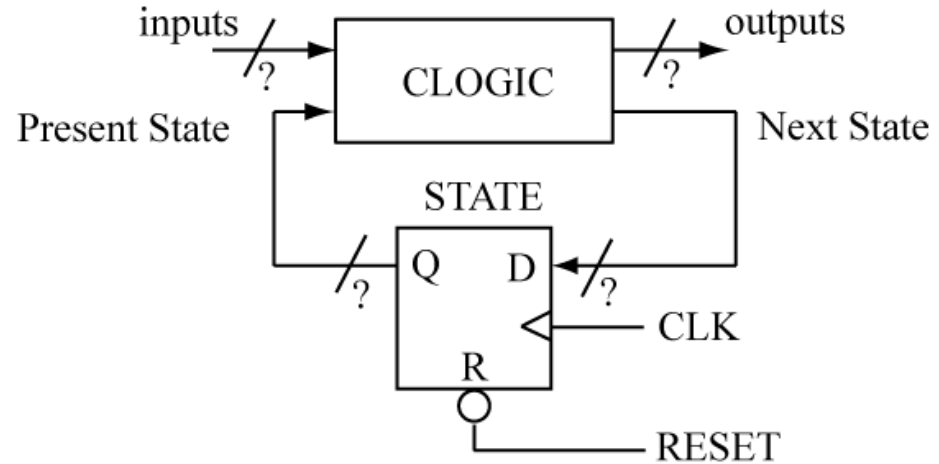 inputs
outputs
?
?
CLOGIC
Present State
Next State
STATE
Q
D
?
?
CLK
R
RESET